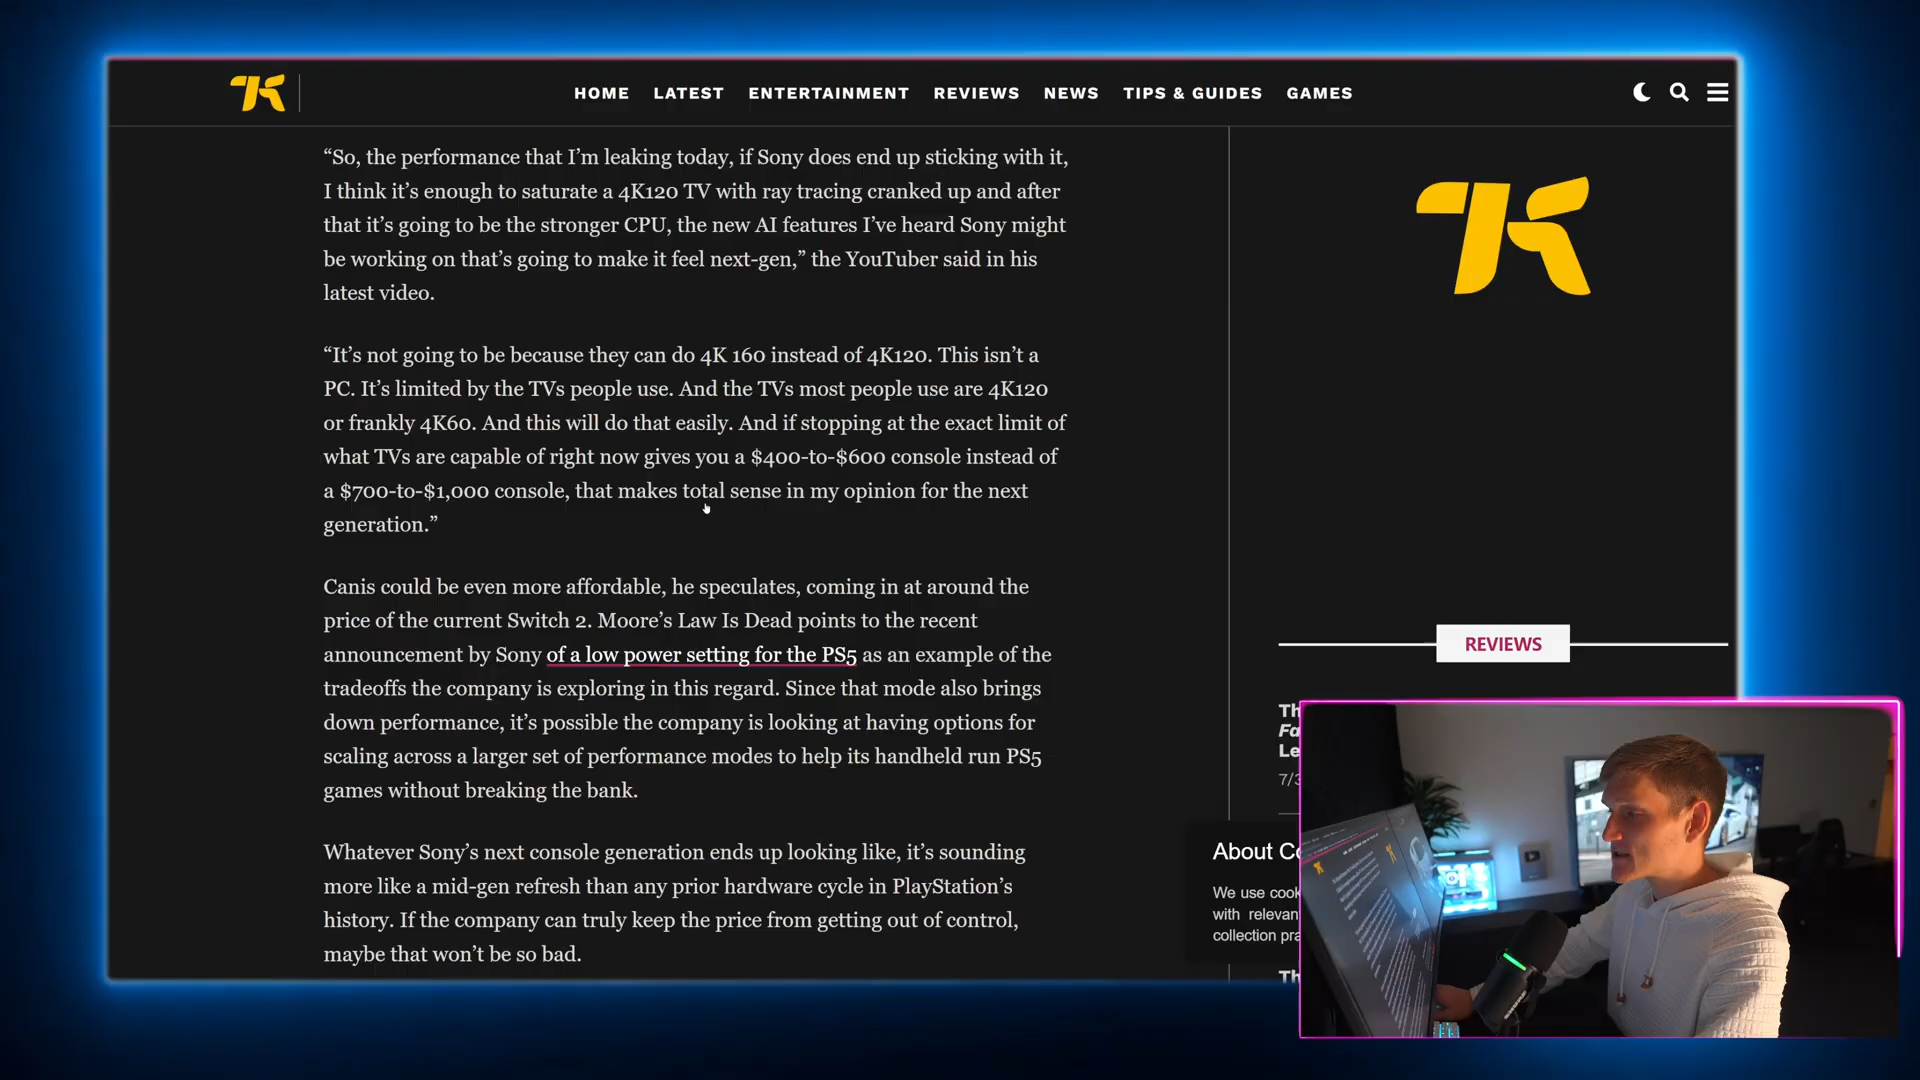 HOME LATEST ENTERTAINMENT REVIEWS NEWS TIPS & GUIDES GAMES
“So, the performance that I’m leaking today, if Sony does end up sticking with it,
I think it’s enough to saturate a 4K120 TV with ray tracing cranked up and after
that it’s going to be the stronger CPU, the new AI features I’ve heard Sony might
be working on that’s going to make it feel next-gen,” the YouTuber said in his
latest video.
“It’s not going to be because they can do 4K 160 instead of 4K120. This isn’t a
PC. It’s limited by the TVs people use. And the TVs most people use are 4K120
or frankly 4K60. And this will do that easily. And if stopping at the exact limit of
what TVs are capable of right now gives you a $400-to-$600 console instead of
a $700-to-$1,000 console, that makes total sense in my opinion for the next
generation.”
Canis could be even more affordable, he speculates, coming in at around the
price of the current Switch 2. Moore’s Law Is Dead points to the recent
announcement by Sony of a low power setting for the PS5 as an example of the
tradeoffs the company is exploring in this regard. Since that mode also brings
down performance, it’s possible the company is looking at having options for
scaling across a larger set of performance modes to help its handheld run PS5
games without breaking the bank.
Whatever Sony’s next console generation ends up looking like, it’s sounding
more like a mid-gen refresh than any prior hardware cycle in PlayStation’s
history. If the company can truly keep the price from getting out of control,
maybe that won’t be so bad.
K
REVIEWS
Th
Fa
Le
7/3
About Co
We use cook
with relevan
collection pra
Th